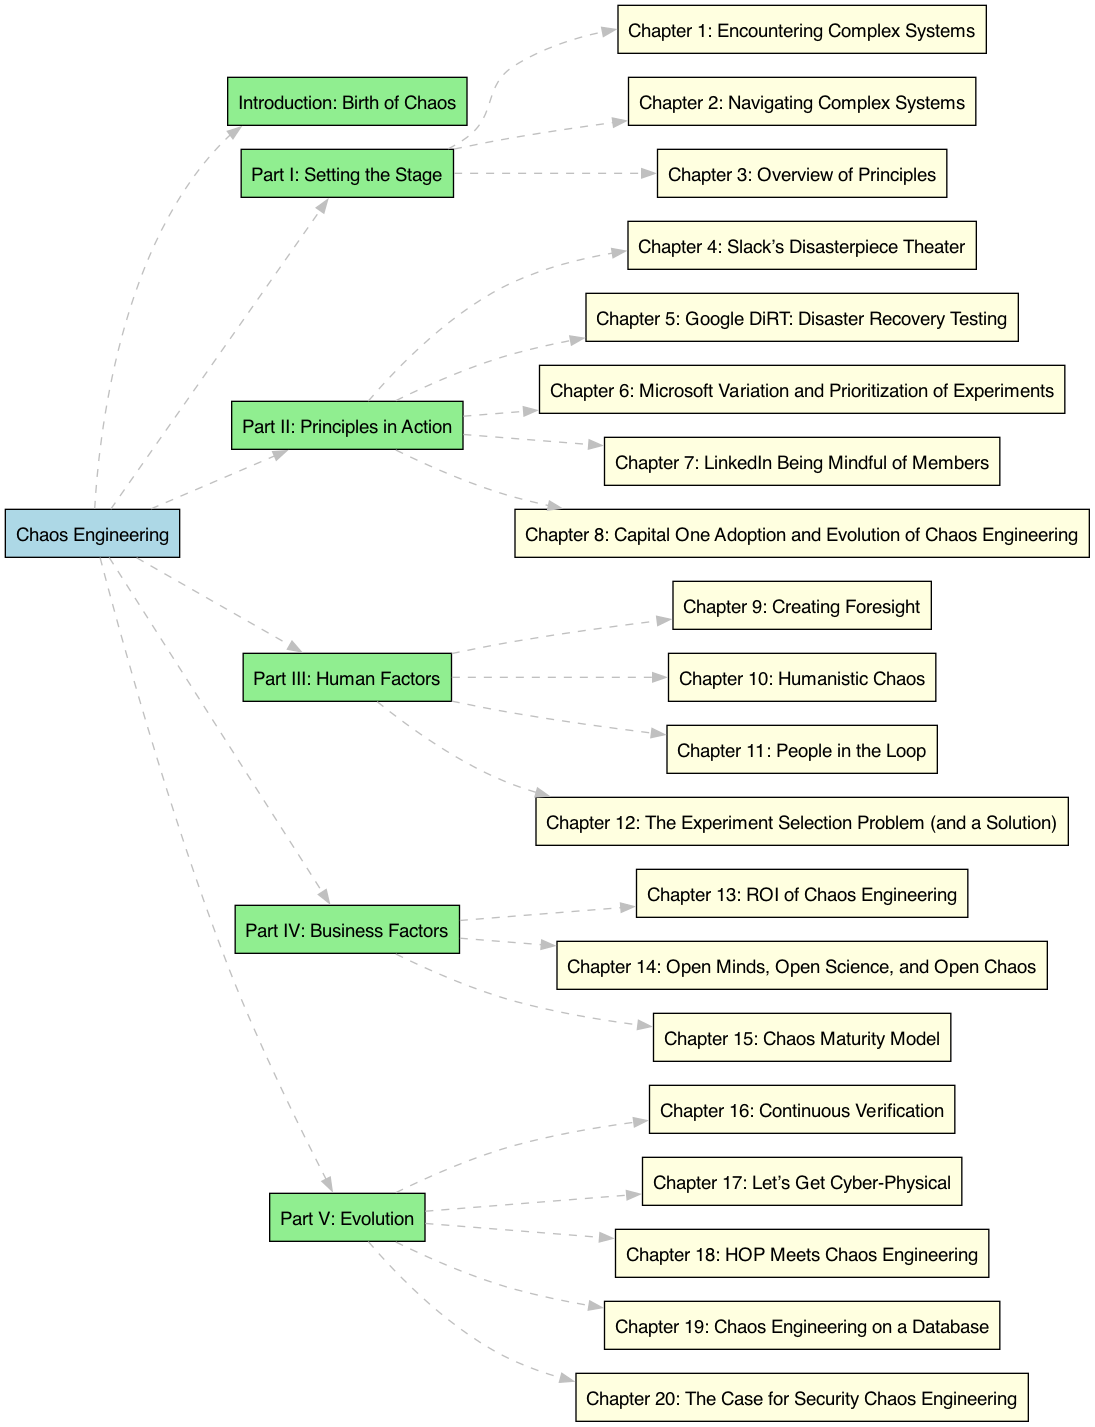 Chaos Engineering
Introduction: Birth of Chaos
Part I: Setting the Stage
Chapter 1: Encountering Complex Systems
Chapter 2: Navigating Complex Systems
Chapter 3: Overview of Principles
Part II: Principles in Action
Chapter 4: Slack’s Disasterpiece Theater
Chapter 5: Google DiRT: Disaster Recovery Testing
Chapter 6: Microsoft Variation and Prioritization of Experiments
Chapter 7: LinkedIn Being Mindful of Members
Chapter 8: Capital One Adoption and Evolution of Chaos Engineering
Part III: Human Factors
Chapter 9: Creating Foresight
Chapter 10: Humanistic Chaos
Chapter 11: People in the Loop
Chapter 12: The Experiment Selection Problem (and a Solution)
Part IV: Business Factors
Chapter 13: ROI of Chaos Engineering
Chapter 14: Open Minds, Open Science, and Open Chaos
Chapter 15: Chaos Maturity Model
Part V: Evolution
Chapter 16: Continuous Verification
Chapter 17: Let’s Get Cyber-Physical
Chapter 18: HOP Meets Chaos Engineering
Chapter 19: Chaos Engineering on a Database
Chapter 20: The Case for Security Chaos Engineering